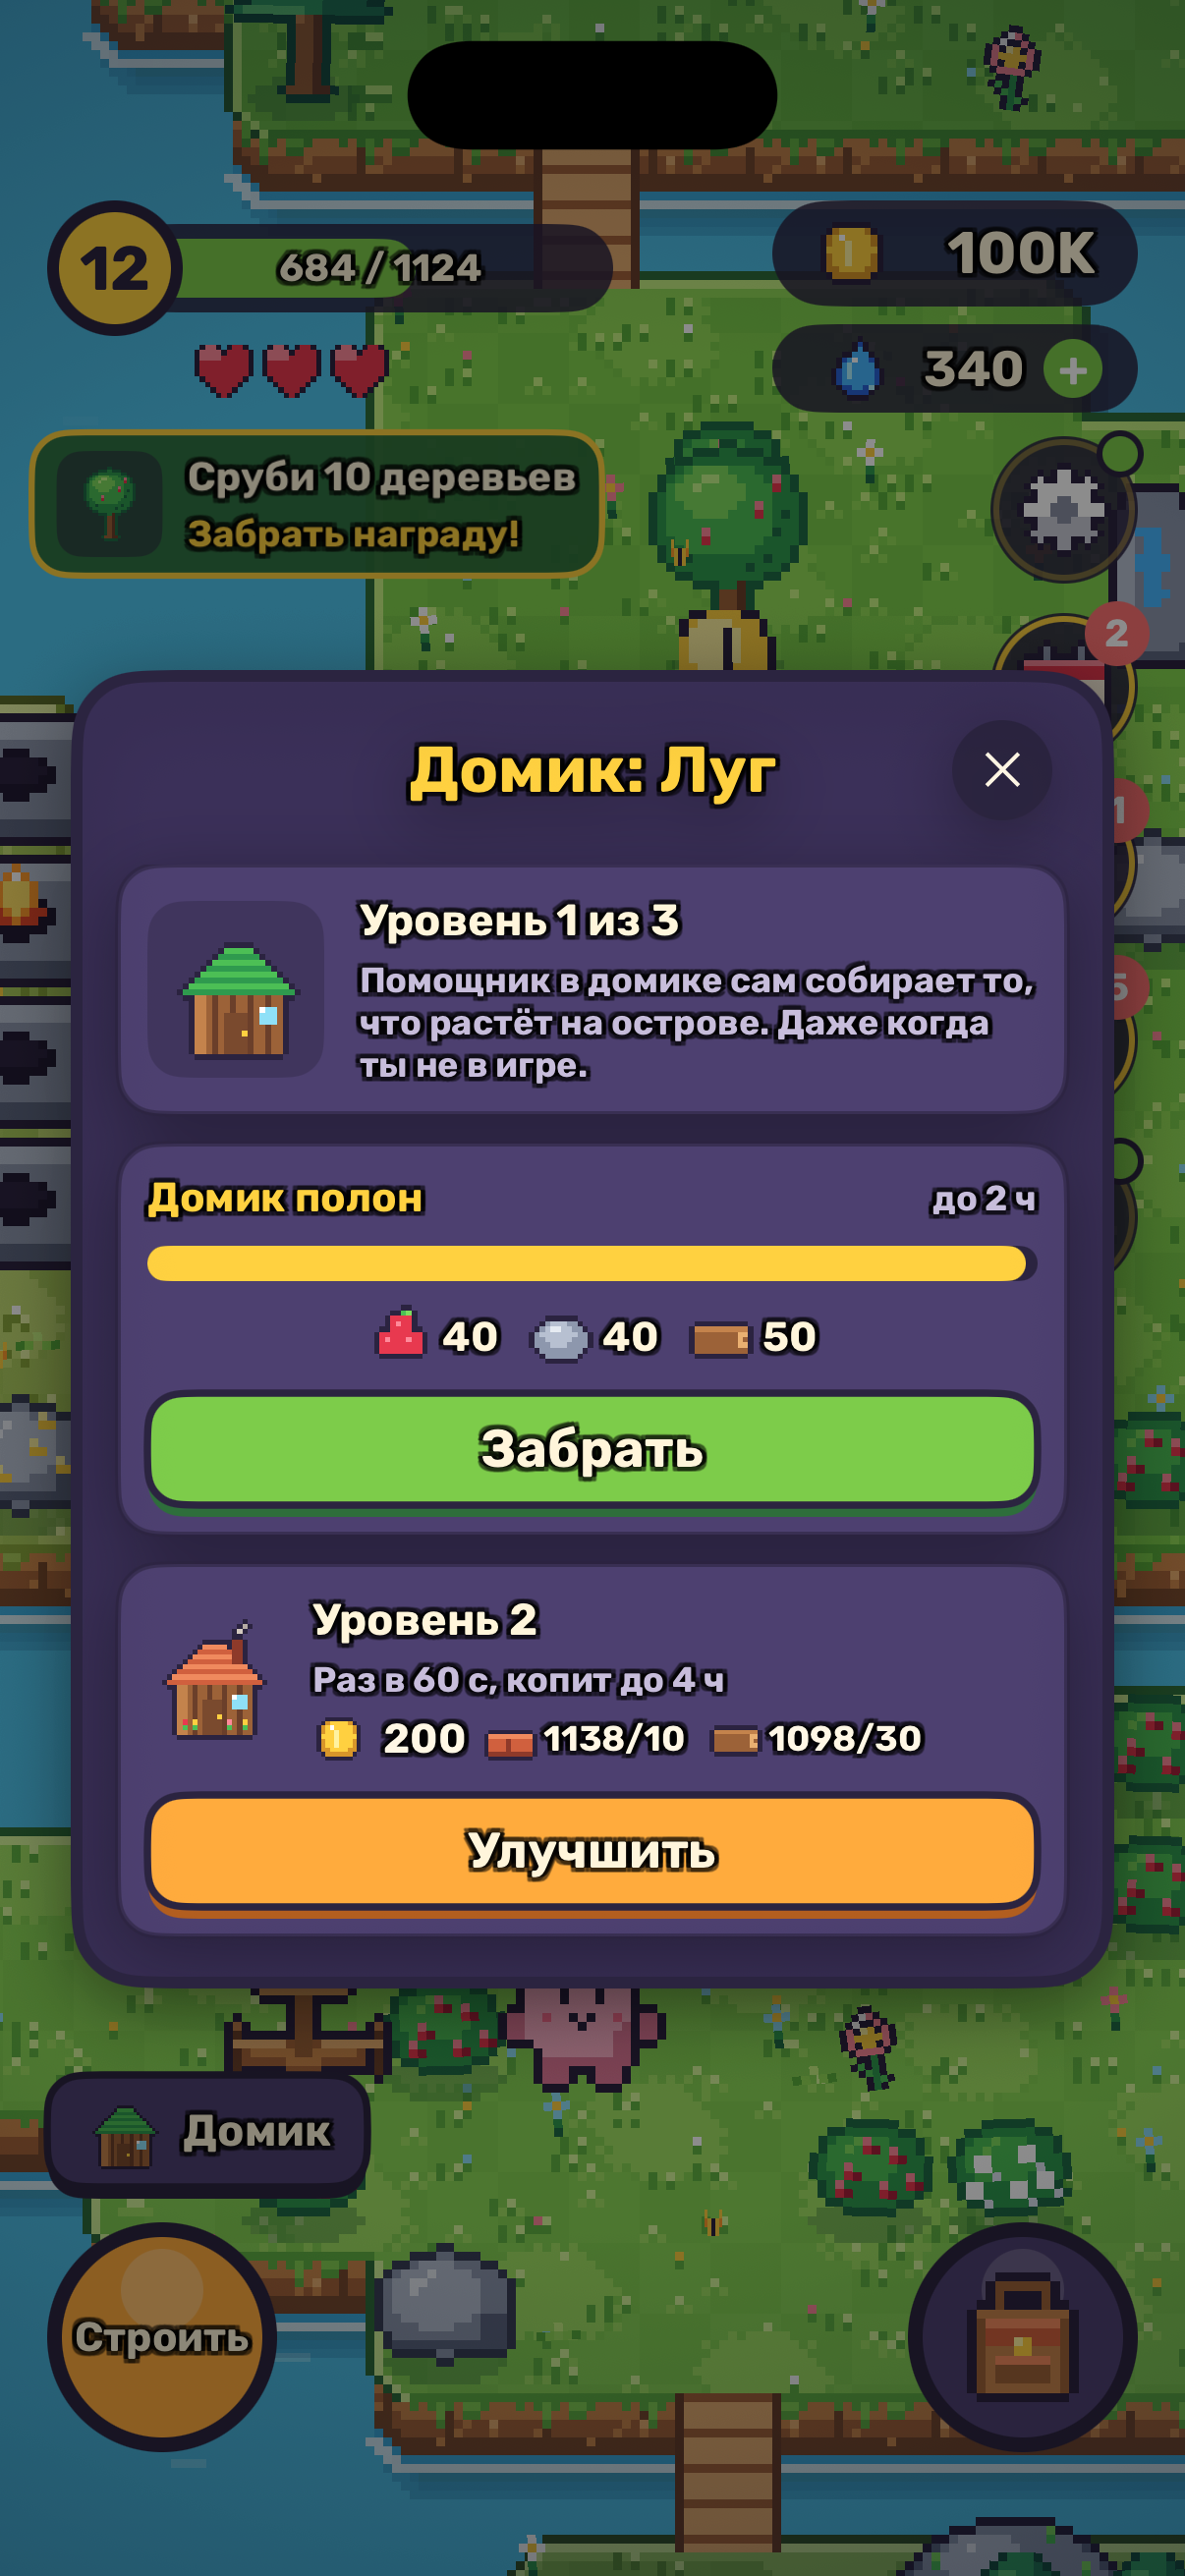 12
684 / 1124
100K
340
+
Сруби 10 деревьев
Забрать награду!
2
Домик: Луг
1
Уровень 1 из 3
Помощник в домике сам собирает то,
что растёт на острове. Даже когда
ты не в игре.
5
Домик полон
до 2 ч
40
40
50
Забрать
Уровень 2
Раз в 60 с, копит до 4 ч
200
1138/10
1098/30
Улучшить
Домик
Строить